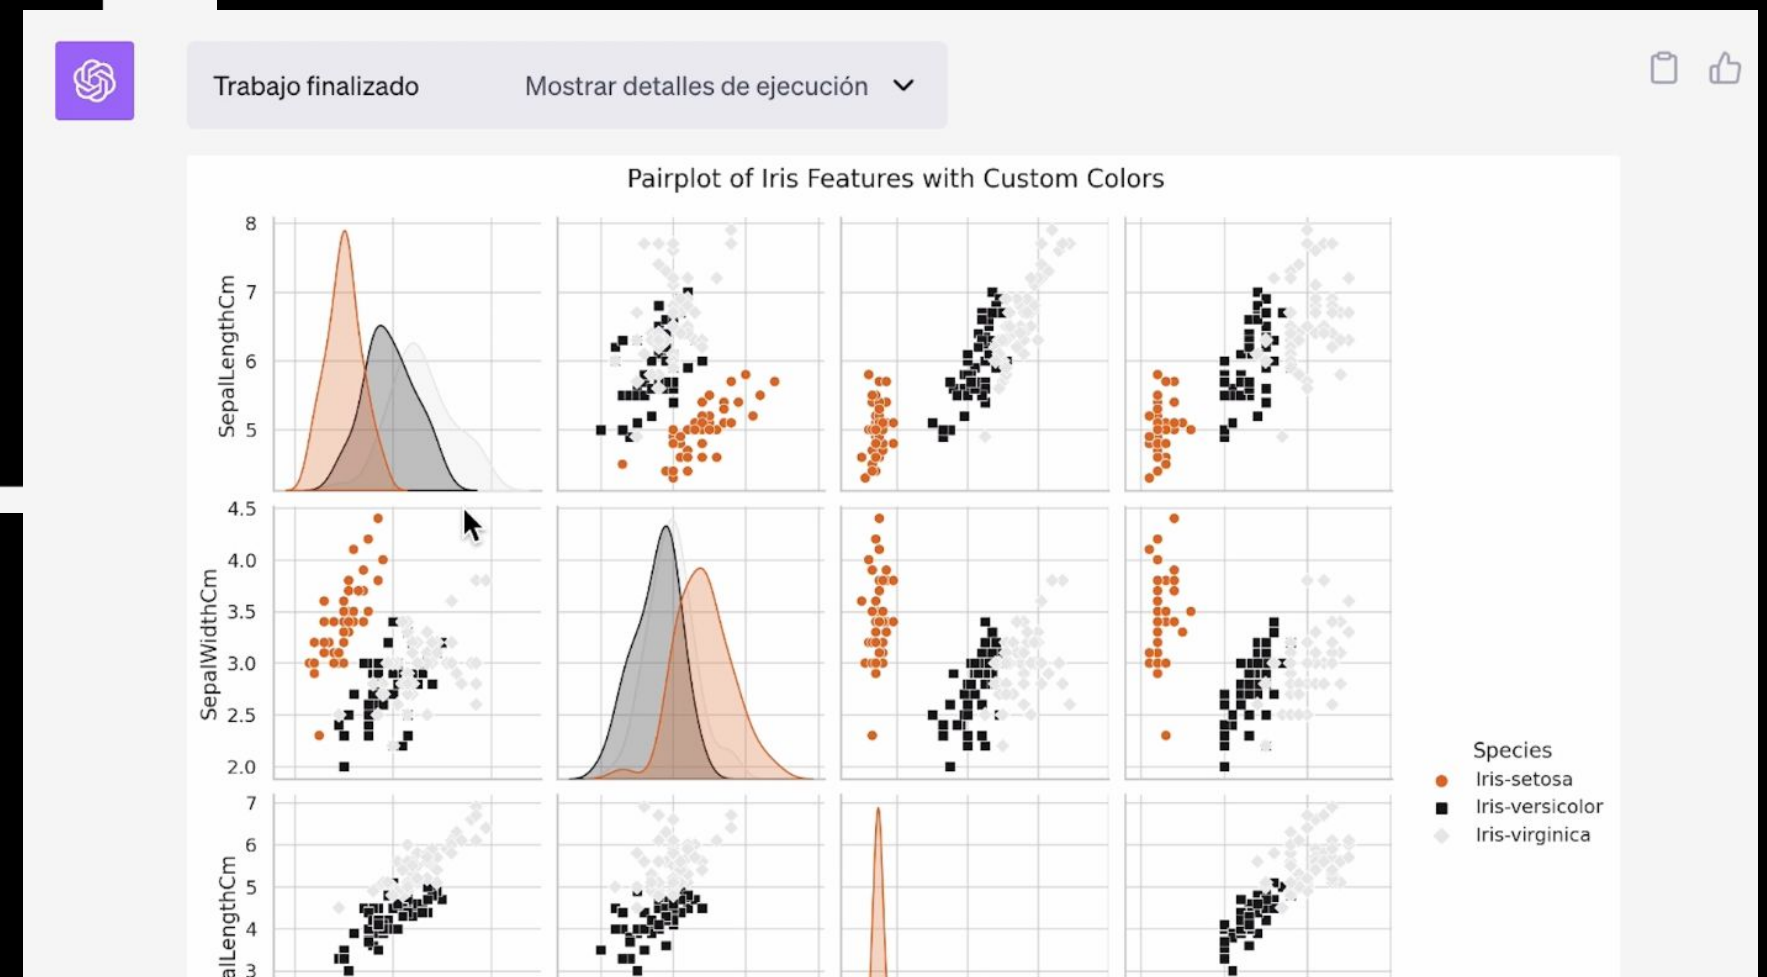 Trabajo finalizado Mostrar detalles de ejecución
Pairplot of Iris Features with Custom Colors
8
7
6
5
SepalLengthCm
4.5
4.0
3.5
3.0
2.5
2.0
SepalWidthCm
Species
Iris-setosa
Iris-versicolor
Iris-virginica
7
6
5
4
3
alLengthCm